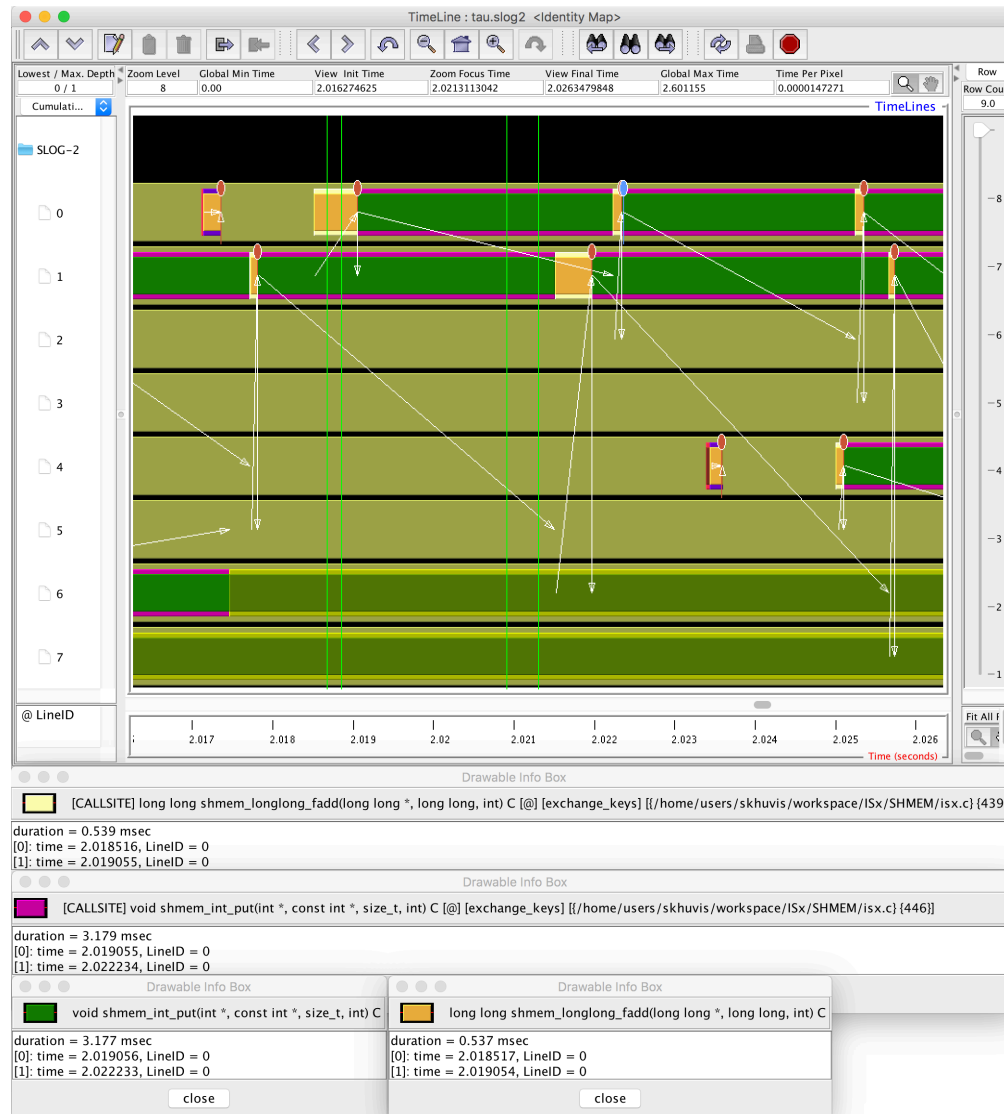 TimeLine : tau.slog2 <Identity Map>
Lowest / Max. Depth
0 / 1
Zoom Level
8
Global Min Time
0.00
View Init Time
2.016274625
Zoom Focus Time
2.0213113042
View Final Time
2.0263479848
Global Max Time
2.601155
Time Per Pixel
0.0000147271
Row
Row Cou
9.0
Cumulati...
TimeLines
SLOG-2
0
1
2
3
4
5
6
7
8
7
6
5
4
3
2
1
@ LineID
2.017
2.018
2.019
2.02
2.021
2.022
2.023
2.024
2.025
2.026
Time (seconds)
Fit All
Drawable Info Box
[CALLSITE] long long shmem_longlong_fadd(long long *, long long, int) C [@] [exchange_keys] [{/home/users/skhuvis/workspace/ISx/SHMEM/isx.c} {439
duration = 0.539 msec
[0]: time = 2.018516, LineID = 0
[1]: time = 2.019055, LineID = 0
Drawable Info Box
[CALLSITE] void shmem_int_put(int *, const int *, size_t, int) C [@] [exchange_keys] [{/home/users/skhuvis/workspace/ISx/SHMEM/isx.c} {446}]
duration = 3.179 msec
[0]: time = 2.019055, LineID = 0
[1]: time = 2.022234, LineID = 0
Drawable Info Box
void shmem_int_put(int *, const int *, size_t, int) C
duration = 3.177 msec
[0]: time = 2.019056, LineID = 0
[1]: time = 2.022233, LineID = 0
close
Drawable Info Box
long long shmem_longlong_fadd(long long *, long long, int) C
duration = 0.537 msec
[0]: time = 2.018517, LineID = 0
[1]: time = 2.019054, LineID = 0
close